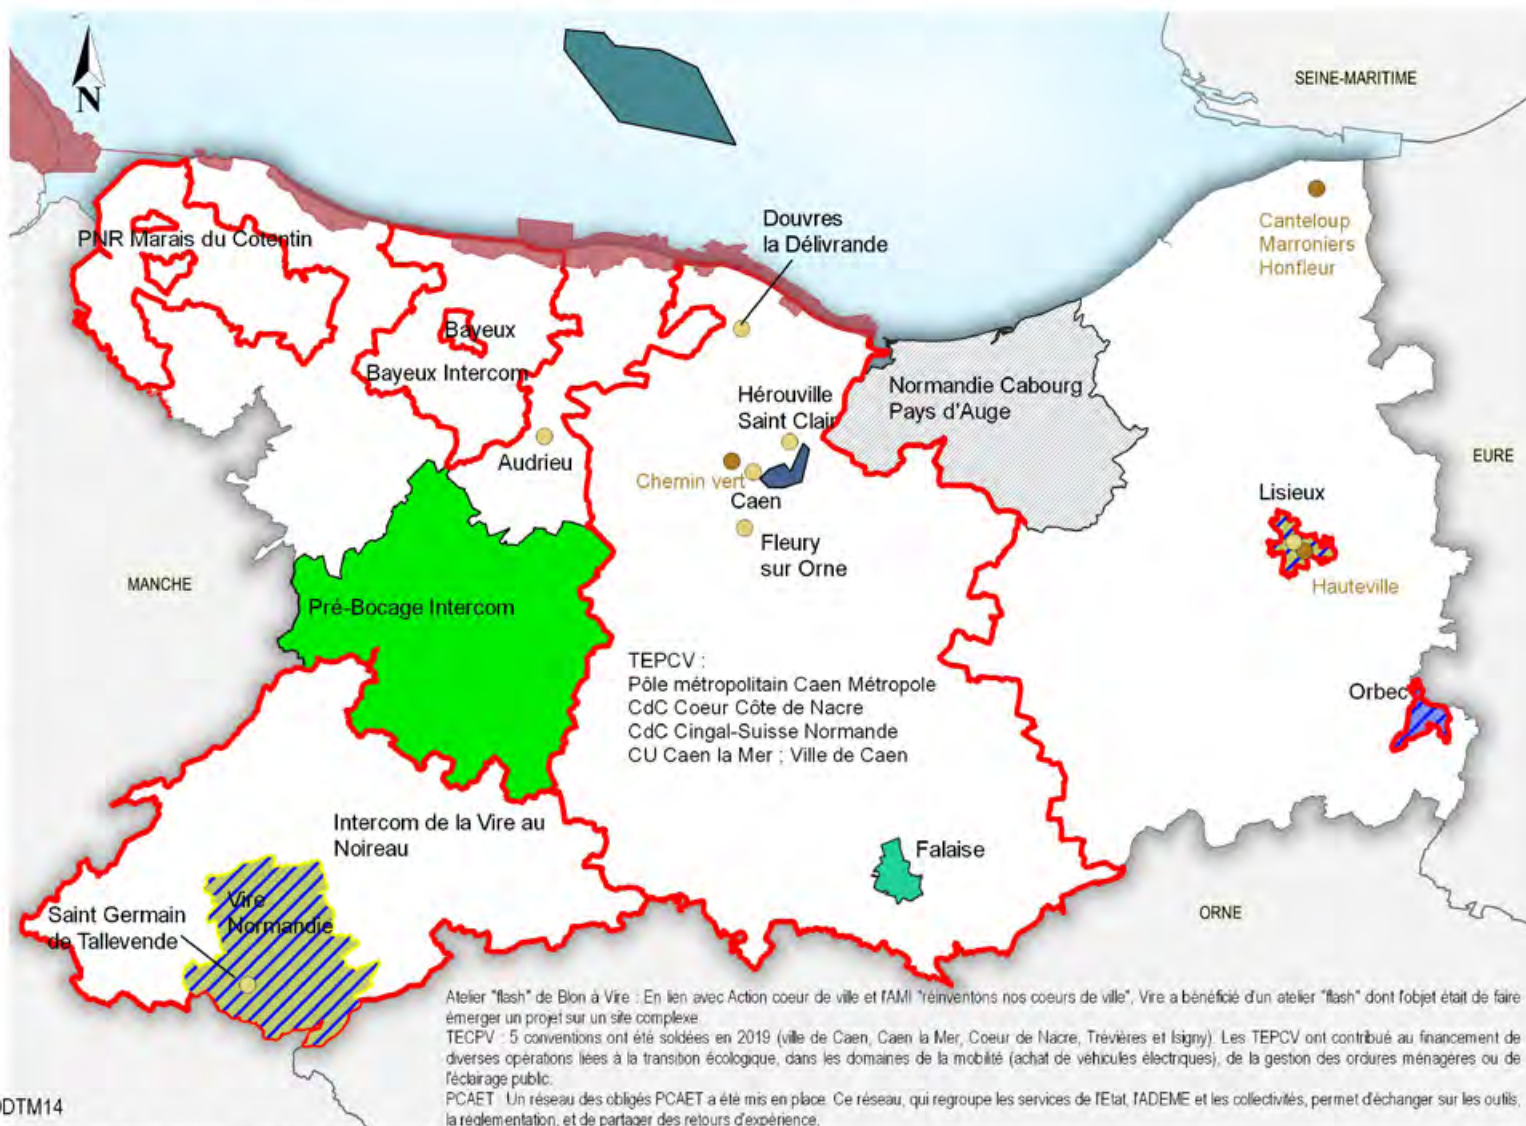 SEINE-MARITIME
N
Canteloup
Marroniers
Honfleur
Douvres
la Délivrande
PNR Marais du Cotentin
Bayeux
Bayeux Intercom
Normandie Cabourg
Pays d'Auge
Hérouville
Saint Clair
Audrieu
Chemin vert
Caen
EURE
Lisieux
Fleury
sur Orne
MANCHE
Hauteville
Pré-Bocage Intercom
TEPCV :
Pôle métropolitain Caen Métropole
CdC Coeur Côte de Nacre
CdC Cingal-Suisse Normande
CU Caen la Mer ; Ville de Caen
Orbec
Intercom de la Vire au
Noireau
Falaise
Vire
Normandie
Saint Germain
de Tallevende
ORNE
Atelier "flash" de Blon à Vire : En lien avec Action coeur de ville et l'AMI "réinventons nos coeurs de ville", Vire a bénéficié d'un atelier "flash" dont l'objet était de faire
émerger un projet sur un site complexe.
TECPV : 5 conventions ont été soldées en 2019 (ville de Caen, Caen la Mer, Coeur de Nacre, Trévières et Isigny). Les TEPCV ont contribué au financement de
diverses opérations liées à la transition écologique, dans les domaines de la mobilité (achat de véhicules électriques), de la gestion des ordures ménagères ou de
l'éclairage public.
PCAET : Un réseau des obligés PCAET a été mis en place. Ce réseau, qui regroupe les services de l'Etat, l'ADEME et les collectivités, permet d'échanger sur les outils,
la reglementation, et de partager des retours d'expérience.
DDTM14